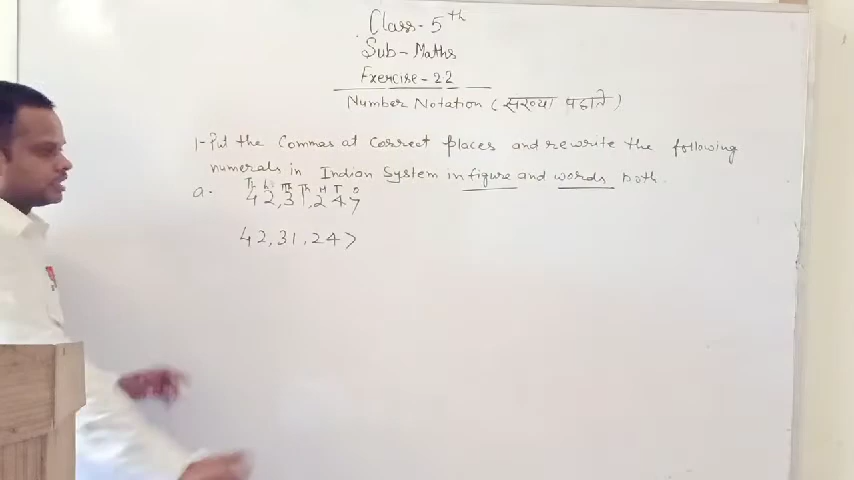 Class - 5th
Sub - Maths
Exercise - 22
Number Notation (संख्या पद्धति)
1- Put the Commas at Correct places and rewrite the following
numerals in Indian System in figure and words both.
Th H T O
a. 42,31,247
42,31,247